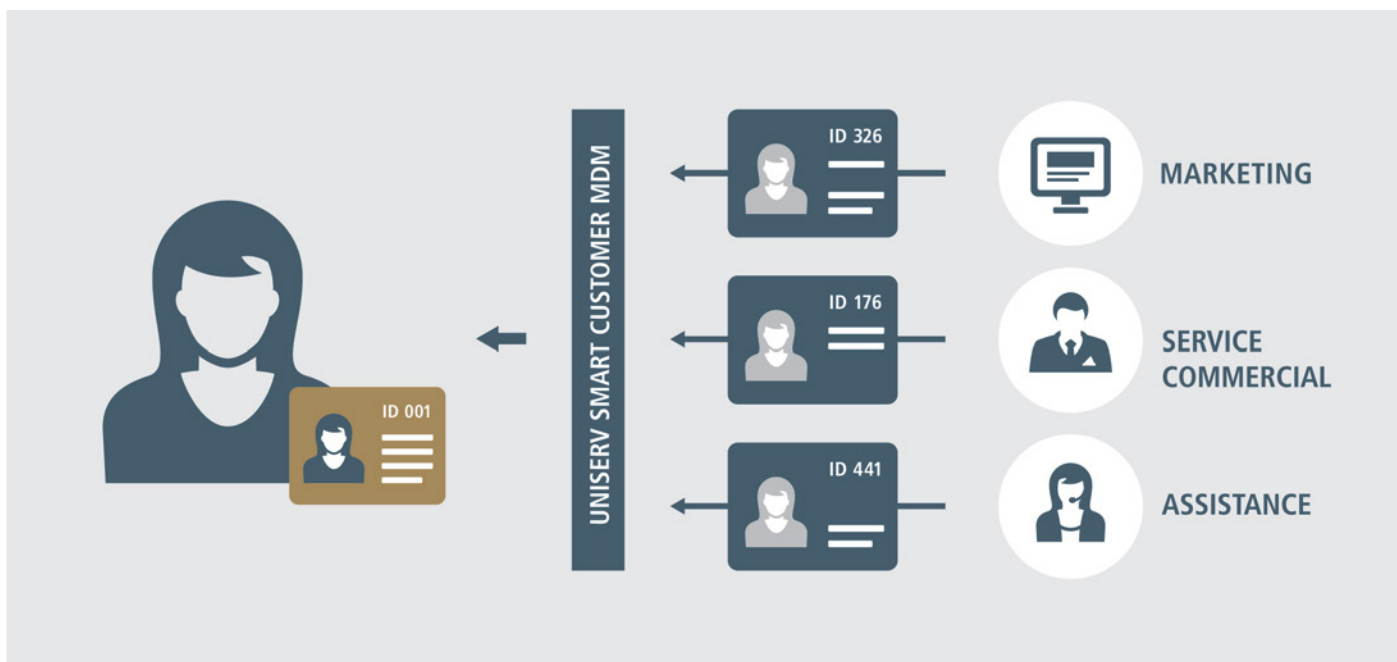 ID 001
UNISERV SMART CUSTOMER MDM
ID 326
MARKETING
ID 176
SERVICE
COMMERCIAL
ID 441
ASSISTANCE